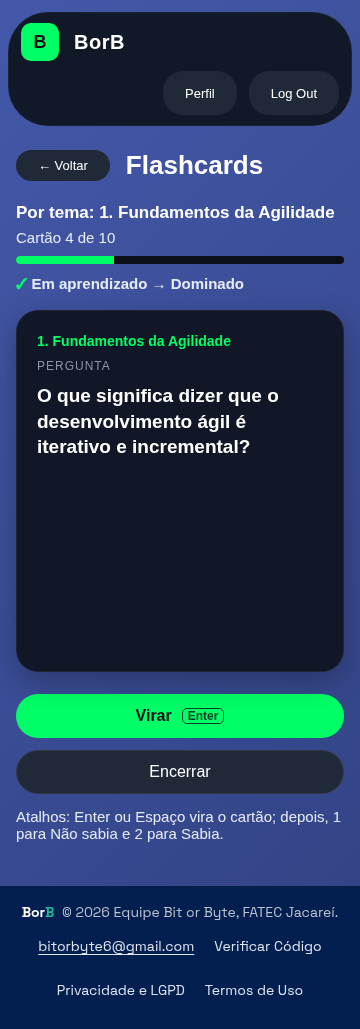 B BorB
Perfil Log Out
← Voltar Flashcards
Por tema: 1. Fundamentos da Agilidade
Cartão 4 de 10
✓ Em aprendizado → Dominado
1. Fundamentos da Agilidade
PERGUNTA
O que significa dizer que o
desenvolvimento ágil é
iterativo e incremental?
Virar Enter
Encerrar
Atalhos: Enter ou Espaço vira o cartão; depois, 1
para Não sabia e 2 para Sabia.
BorB © 2026 Equipe Bit or Byte, FATEC Jacareí.
bitorbyte6@gmail.com Verificar Código
Privacidade e LGPD Termos de Uso